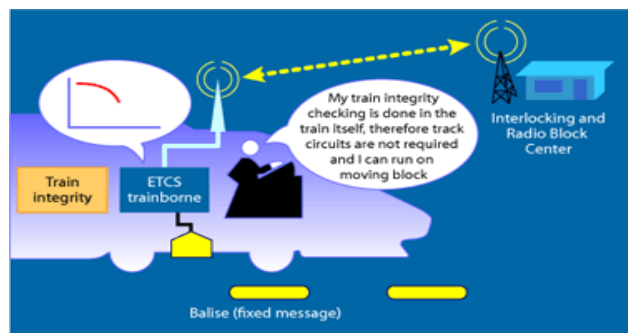 My train integrity
checking is done in the
train itself, therefore track
circuits are not required
and I can run on
moving block
Interlocking and
Radio Block
Center
Train
integrity
ETCS
trainborne
Balise (fixed message)